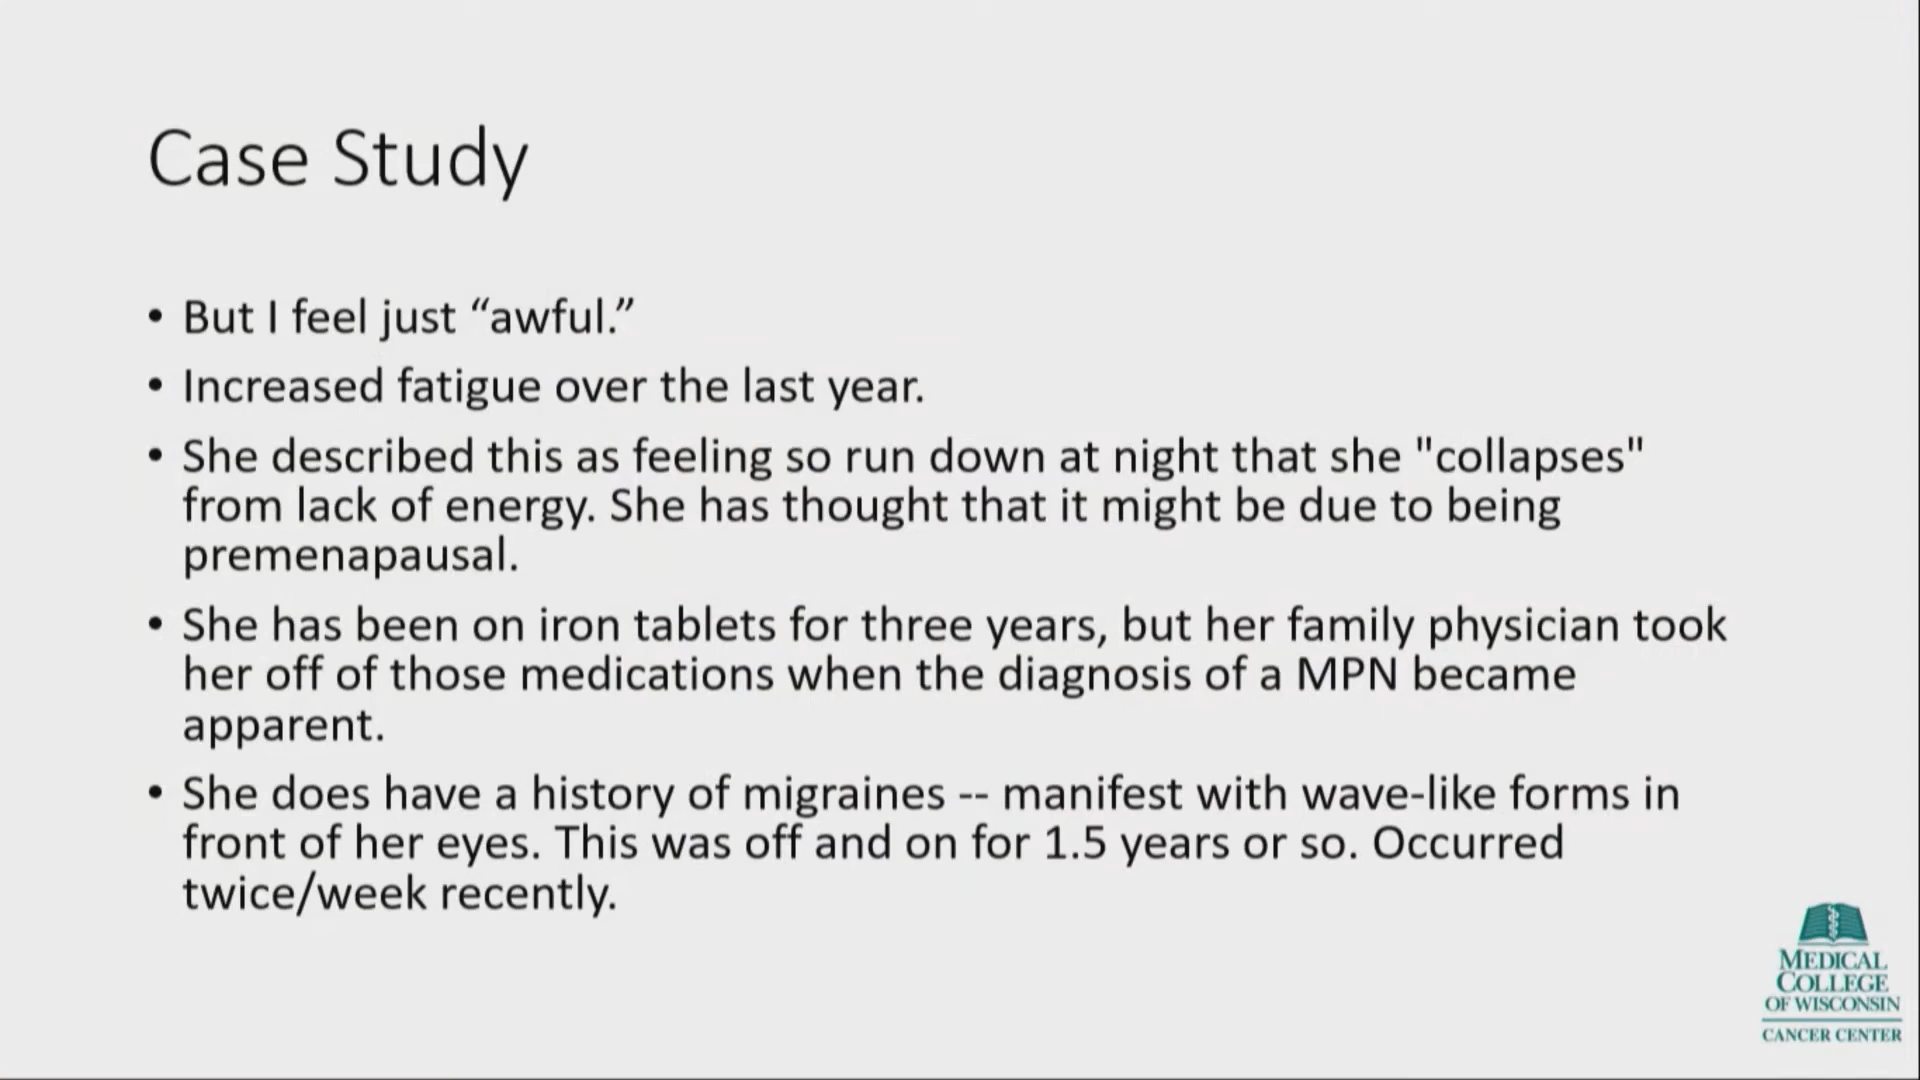 Case Study
• But I feel just “awful.”
• Increased fatigue over the last year.
• She described this as feeling so run down at night that she "collapses"
from lack of energy. She has thought that it might be due to being
premenapausal.
• She has been on iron tablets for three years, but her family physician took
her off of those medications when the diagnosis of a MPN became
apparent.
• She does have a history of migraines -- manifest with wave-like forms in
front of her eyes. This was off and on for 1.5 years or so. Occurred
twice/week recently.
MEDICAL
COLLEGE
OF WISCONSIN
CANCER CENTER